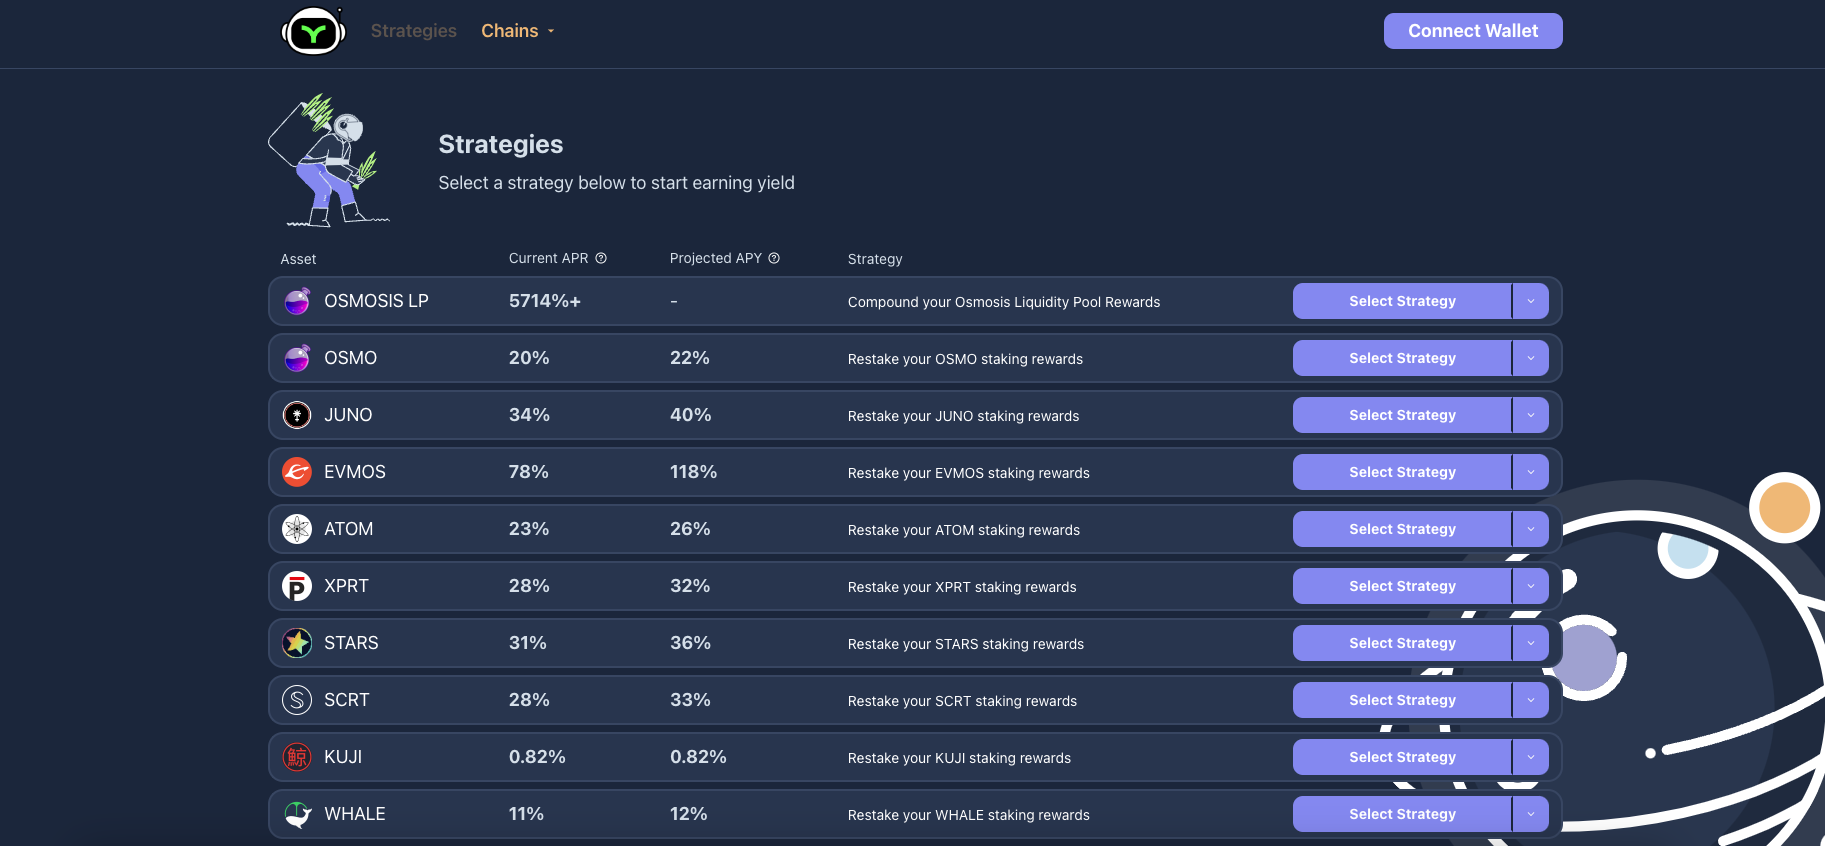 Strategies Chains
Connect Wallet
Strategies
Select a strategy below to start earning yield
Asset Current APR Projected APY Strategy
OSMOSIS LP 5714%+ - Compound your Osmosis Liquidity Pool Rewards Select Strategy
OSMO 20% 22% Restake your OSMO staking rewards Select Strategy
JUNO 34% 40% Restake your JUNO staking rewards Select Strategy
EVMOS 78% 118% Restake your EVMOS staking rewards Select Strategy
ATOM 23% 26% Restake your ATOM staking rewards Select Strategy
XPRT 28% 32% Restake your XPRT staking rewards Select Strategy
STARS 31% 36% Restake your STARS staking rewards Select Strategy
SCRT 28% 33% Restake your SCRT staking rewards Select Strategy
鯨 KUJI 0.82% 0.82% Restake your KUJI staking rewards Select Strategy
WHALE 11% 12% Restake your WHALE staking rewards Select Strategy